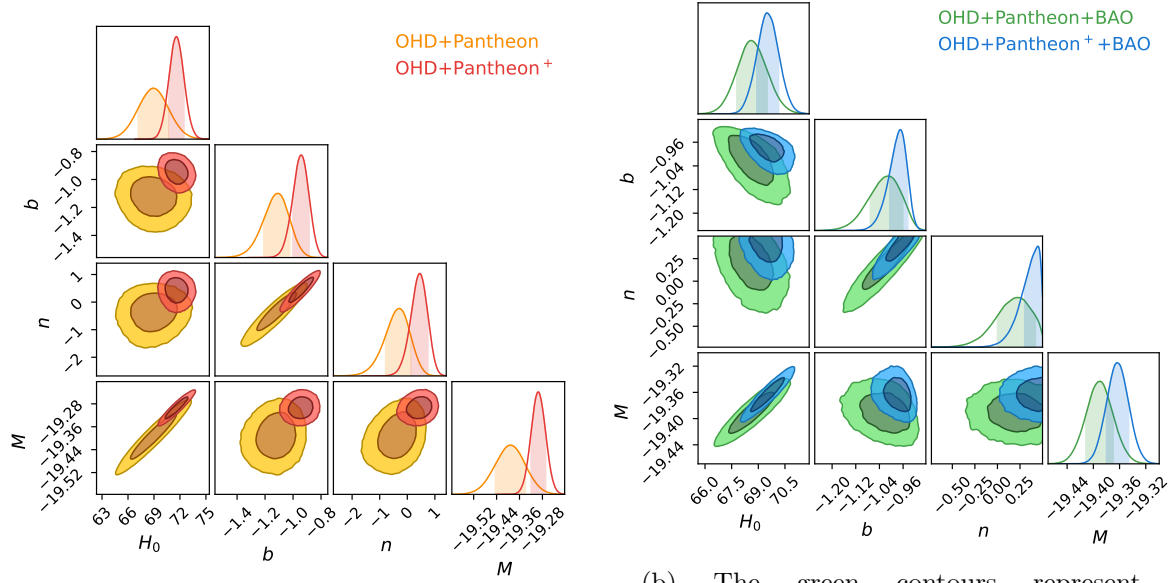 OHD+Pantheon
OHD+Pantheon⁺
b
−0.8
−1.0
−1.2
−1.4
n
1
0
−1
−2
M
−19.28
−19.36
−19.44
−19.52
63 66 69 72 75
H₀
−1.4 −1.2 −1.0 −0.8
b
−2 −1 0 1
n
−19.52 −19.44 −19.36 −19.28
M
OHD+Pantheon+BAO
OHD+Pantheon⁺+BAO
b
−0.96
−1.04
−1.12
−1.20
n
0.25
0.00
−0.25
−0.50
M
−19.32
−19.36
−19.40
−19.44
66.0 67.5 69.0 70.5
H₀
−1.20 −1.12 −1.04 −0.96
b
−0.50 −0.25 0.00 0.25
n
−19.44 −19.40 −19.36 −19.32
M
(b) The green contours represent